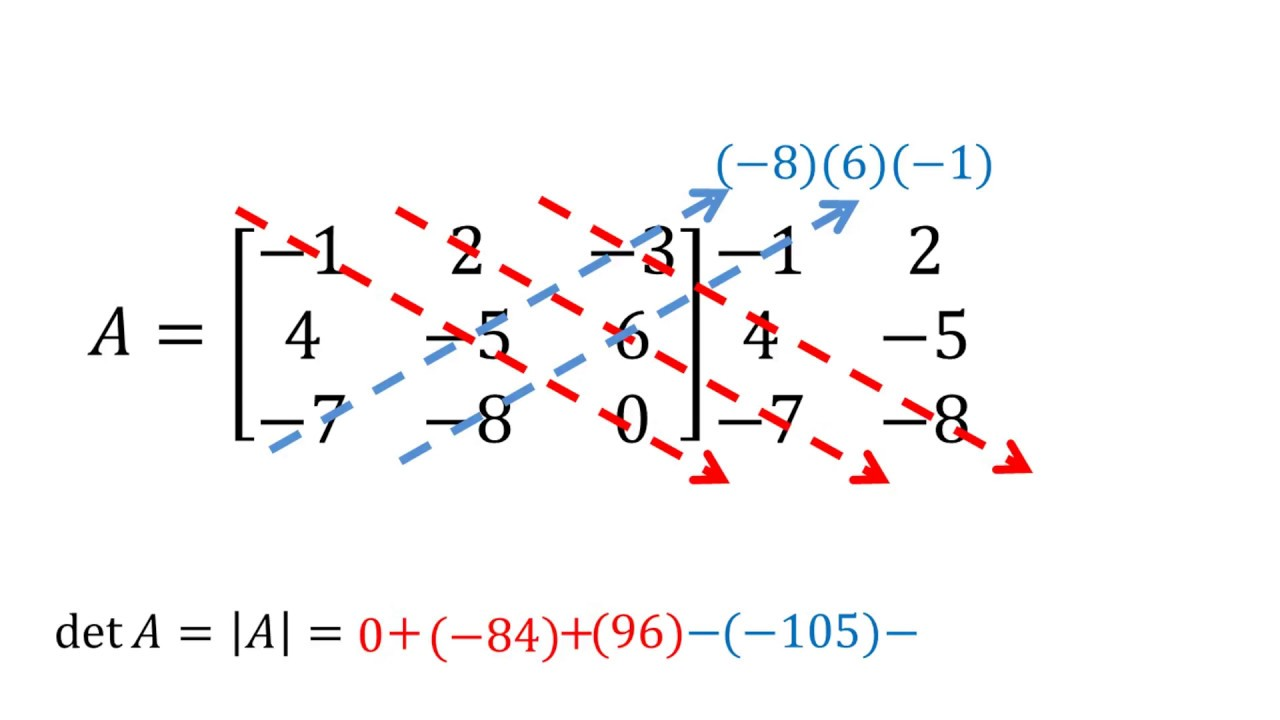 (−8)(6)(−1)
−1 2 −3 −1 2
A = 4 −5 6 4 −5
−7 −8 0 −7 −8
det A = |A| = 0+(−84)+(96)−(−105)−